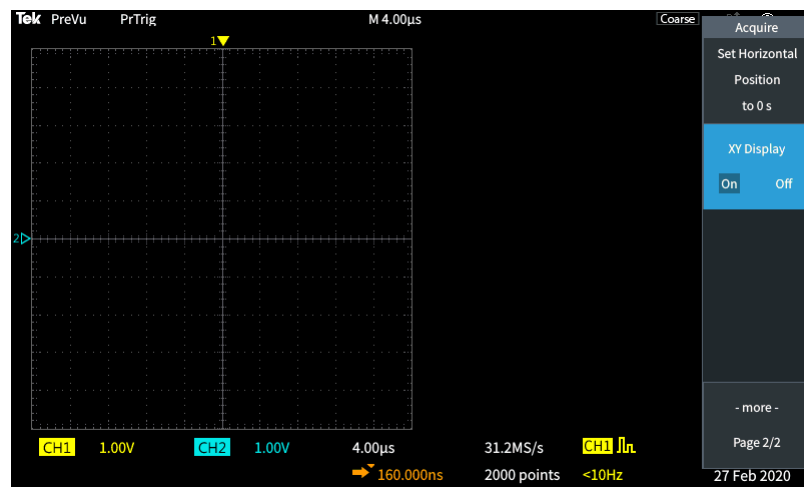 Tek PreVu PrTrig M 4.00µs Coarse
Acquire
1
Set Horizontal
Position
to 0 s
XY Display
On Off
2
- more -
Page 2/2
CH1 1.00V CH2 1.00V 4.00µs 31.2MS/s CH1
160.000ns 2000 points <10Hz
27 Feb 2020